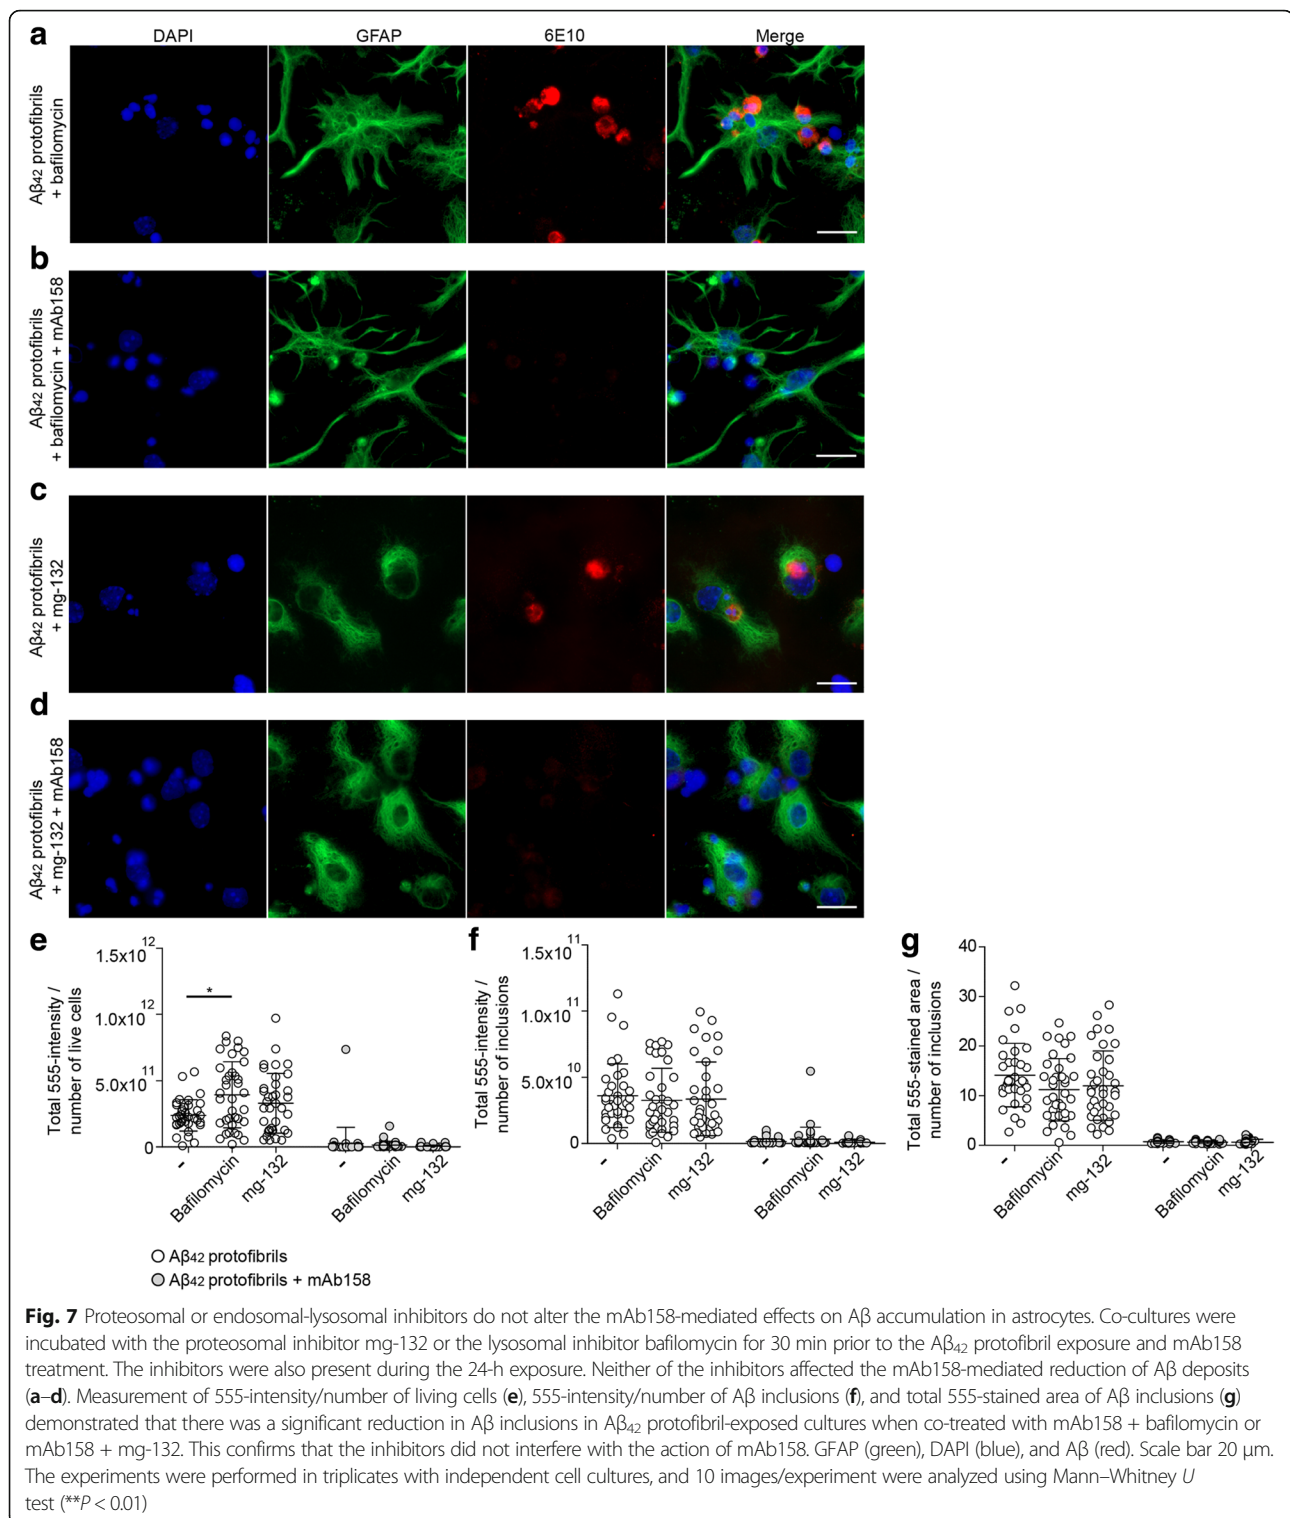 a
DAPI GFAP 6E10 Merge
Aβ42 protofibrils
+ bafilomycin
b
Aβ42 protofibrils
+ bafilomycin + mAb158
c
Aβ42 protofibrils
+ mg-132
d
Aβ42 protofibrils
+ mg-132 + mAb158
e
Total 555-intensity /
number of live cells
1.5x10¹²
1.0x10¹²
5.0x10¹¹
0
*
- Bafilomycin mg-132 - Bafilomycin mg-132
Aβ42 protofibrils
Aβ42 protofibrils + mAb158
f
Total 555-intensity /
number of inclusions
1.5x10¹¹
1.0x10¹¹
5.0x10¹⁰
0
- Bafilomycin mg-132 - Bafilomycin mg-132
g
Total 555-stained area /
number of inclusions
40
30
20
10
0
- Bafilomycin mg-132 - Bafilomycin mg-132
Fig. 7 Proteosomal or endosomal-lysosomal inhibitors do not alter the mAb158-mediated effects on Aβ accumulation in astrocytes. Co-cultures were
incubated with the proteosomal inhibitor mg-132 or the lysosomal inhibitor bafilomycin for 30 min prior to the Aβ₄₂ protofibril exposure and mAb158
treatment. The inhibitors were also present during the 24-h exposure. Neither of the inhibitors affected the mAb158-mediated reduction of Aβ deposits
(a–d). Measurement of 555-intensity/number of living cells (e), 555-intensity/number of Aβ inclusions (f), and total 555-stained area of Aβ inclusions (g)
demonstrated that there was a significant reduction in Aβ inclusions in Aβ₄₂ protofibril-exposed cultures when co-treated with mAb158 + bafilomycin or
mAb158 + mg-132. This confirms that the inhibitors did not interfere with the action of mAb158. GFAP (green), DAPI (blue), and Aβ (red). Scale bar 20 μm.
The experiments were performed in triplicates with independent cell cultures, and 10 images/experiment were analyzed using Mann–Whitney U
test (**P < 0.01)